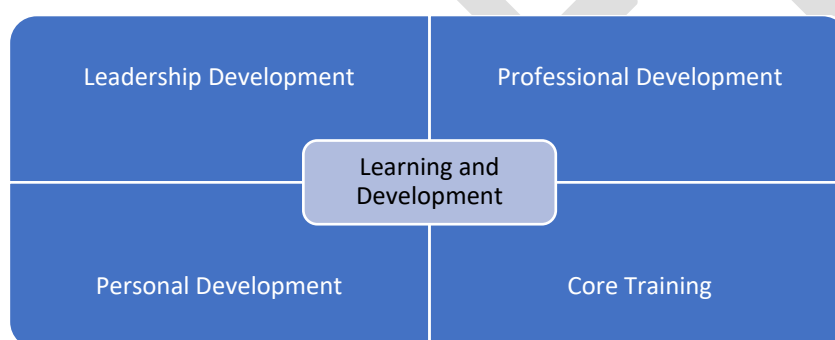 Leadership Development
Professional Development
Learning and
Development
Personal Development
Core Training